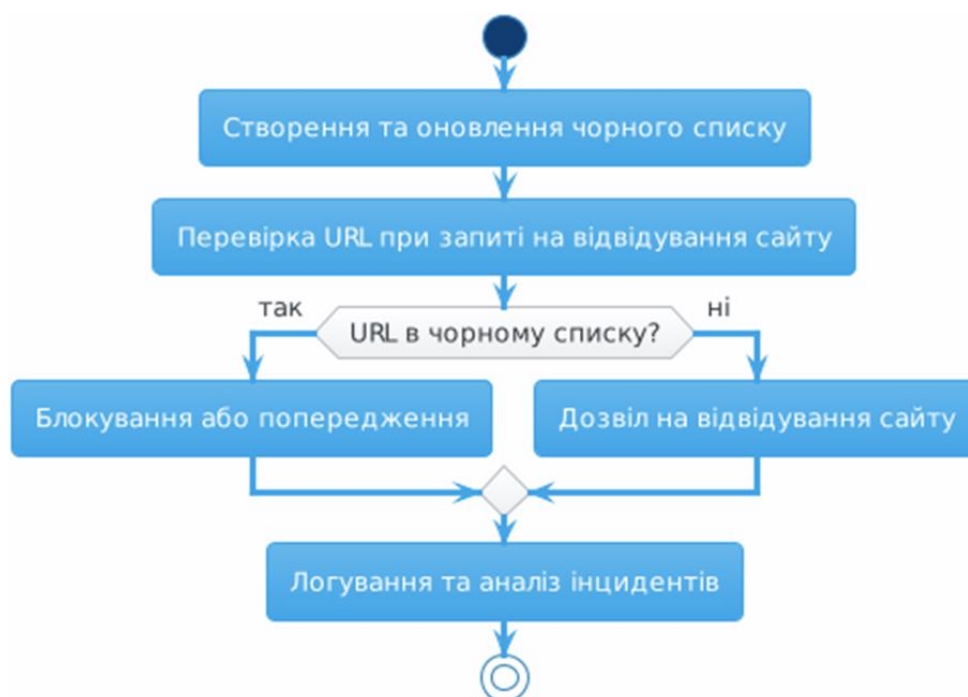 Створення та оновлення чорного списку
Перевірка URL при запиті на відвідування сайту
так
ні
URL в чорному списку?
Блокування або попередження
Дозвіл на відвідування сайту
Логування та аналіз інцидентів